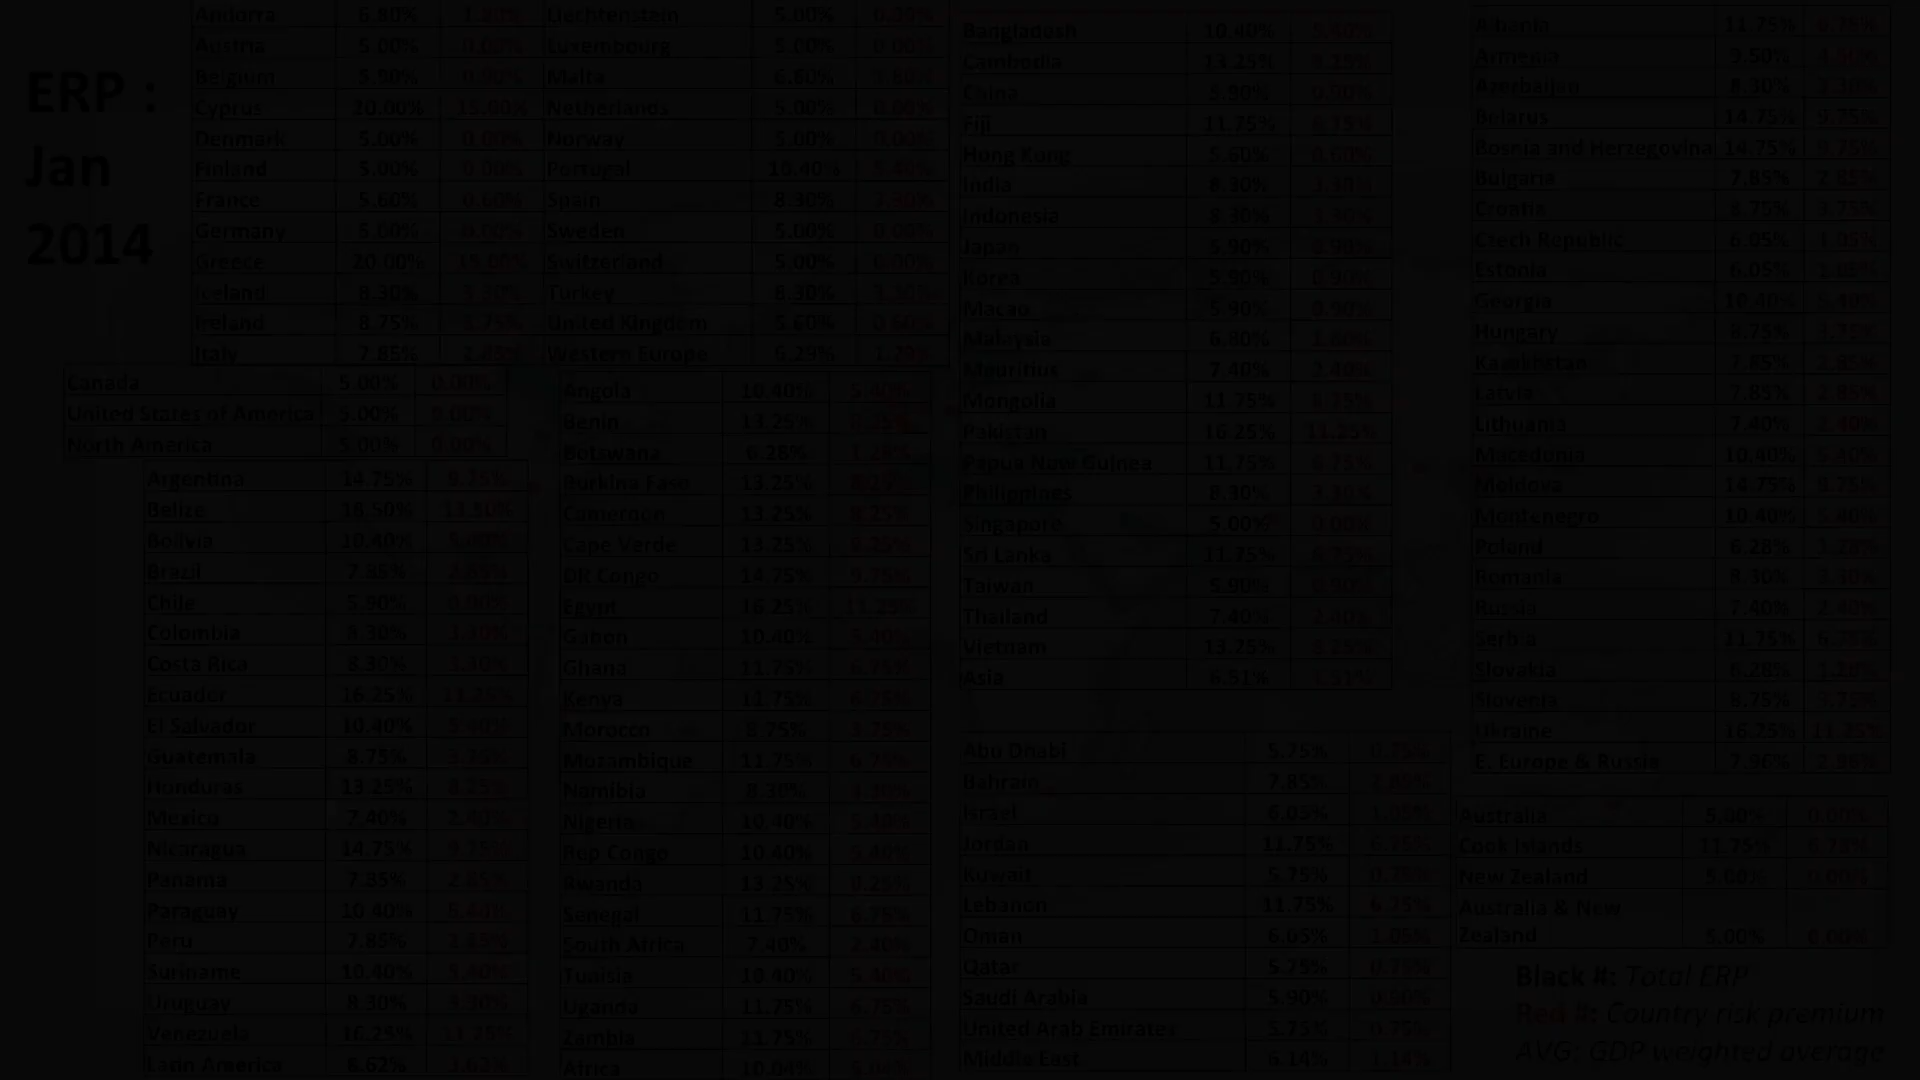 ERP :
Jan
2014
Andorra 6.80% 1.80%
Austria 5.00% 0.00%
Belgium 5.90% 0.90%
Cyprus 20.00% 15.00%
Denmark 5.00% 0.00%
Finland 5.00% 0.00%
France 5.60% 0.60%
Germany 5.00% 0.00%
Greece 20.00% 15.00%
Iceland 8.30% 3.30%
Ireland 8.75% 3.75%
Italy 7.85% 2.85%
Liechtenstein 5.00% 0.00%
Luxembourg 5.00% 0.00%
Malta 6.80% 1.80%
Netherlands 5.00% 0.00%
Norway 5.00% 0.00%
Portugal 10.40% 5.40%
Spain 8.30% 3.30%
Sweden 5.00% 0.00%
Switzerland 5.00% 0.00%
Turkey 8.30% 3.30%
United Kingdom 5.60% 0.60%
Western Europe 6.29% 1.29%
Canada 5.00% 0.00%
United States of America 5.00% 0.00%
North America 5.00% 0.00%
Argentina 14.75% 9.75%
Belize 18.50% 13.50%
Bolivia 10.40% 5.40%
Brazil 7.85% 2.85%
Chile 5.90% 0.90%
Colombia 8.30% 3.30%
Costa Rica 8.30% 3.30%
Ecuador 16.25% 11.25%
El Salvador 10.40% 5.40%
Guatemala 8.75% 3.75%
Honduras 13.25% 8.25%
Mexico 7.40% 2.40%
Nicaragua 14.75% 9.75%
Panama 7.85% 2.85%
Paraguay 10.40% 5.40%
Peru 7.85% 2.85%
Suriname 10.40% 5.40%
Uruguay 8.30% 3.30%
Venezuela 16.25% 11.25%
Latin America 8.62% 3.62%
Angola 10.40% 5.40%
Benin 13.25% 8.25%
Botswana 6.28% 1.28%
Burkina Faso 13.25% 8.25%
Cameroon 13.25% 8.25%
Cape Verde 13.25% 8.25%
DR Congo 14.75% 9.75%
Egypt 16.25% 11.25%
Gabon 10.40% 5.40%
Ghana 11.75% 6.75%
Kenya 11.75% 6.75%
Morocco 8.75% 3.75%
Mozambique 11.75% 6.75%
Namibia 8.30% 3.30%
Nigeria 10.40% 5.40%
Rep Congo 10.40% 5.40%
Rwanda 13.25% 8.25%
Senegal 11.75% 6.75%
South Africa 7.40% 2.40%
Tunisia 10.40% 5.40%
Uganda 11.75% 6.75%
Zambia 11.75% 6.75%
Africa 10.04% 5.04%
Bangladesh 10.40% 5.40%
Cambodia 13.25% 8.25%
China 5.90% 0.90%
Fiji 11.75% 6.75%
Hong Kong 5.60% 0.60%
India 8.30% 3.30%
Indonesia 8.30% 3.30%
Japan 5.90% 0.90%
Korea 5.90% 0.90%
Macao 5.90% 0.90%
Malaysia 6.80% 1.80%
Mauritius 7.40% 2.40%
Mongolia 11.75% 6.75%
Pakistan 16.25% 11.25%
Papua New Guinea 11.75% 6.75%
Philippines 8.30% 3.30%
Singapore 5.00% 0.00%
Sri Lanka 11.75% 6.75%
Taiwan 5.90% 0.90%
Thailand 7.40% 2.40%
Vietnam 13.25% 8.25%
Asia 6.51% 1.51%
Abu Dhabi 5.75% 0.75%
Bahrain 7.85% 2.85%
Israel 6.05% 1.05%
Jordan 11.75% 6.75%
Kuwait 5.75% 0.75%
Lebanon 11.75% 6.75%
Oman 6.05% 1.05%
Qatar 5.75% 0.75%
Saudi Arabia 5.90% 0.90%
United Arab Emirates 5.75% 0.75%
Middle East 6.14% 1.14%
Albania 11.75% 6.75%
Armenia 9.50% 4.50%
Azerbaijan 8.30% 3.30%
Belarus 14.75% 9.75%
Bosnia and Herzegovina 14.75% 9.75%
Bulgaria 7.85% 2.85%
Croatia 8.75% 3.75%
Czech Republic 6.05% 1.05%
Estonia 6.05% 1.05%
Georgia 10.40% 5.40%
Hungary 8.75% 3.75%
Kazakhstan 7.85% 2.85%
Latvia 7.85% 2.85%
Lithuania 7.40% 2.40%
Macedonia 10.40% 5.40%
Moldova 14.75% 9.75%
Montenegro 10.40% 5.40%
Poland 6.28% 1.28%
Romania 8.30% 3.30%
Russia 7.40% 2.40%
Serbia 11.75% 6.75%
Slovakia 6.28% 1.28%
Slovenia 8.75% 3.75%
Ukraine 16.25% 11.25%
E. Europe & Russia 7.96% 2.96%
Australia 5.00% 0.00%
Cook Islands 11.75% 6.75%
New Zealand 5.00% 0.00%
Australia & New
Zealand 5.00% 0.00%
Black #: Total ERP
Red #: Country risk premium
AVG: GDP weighted average